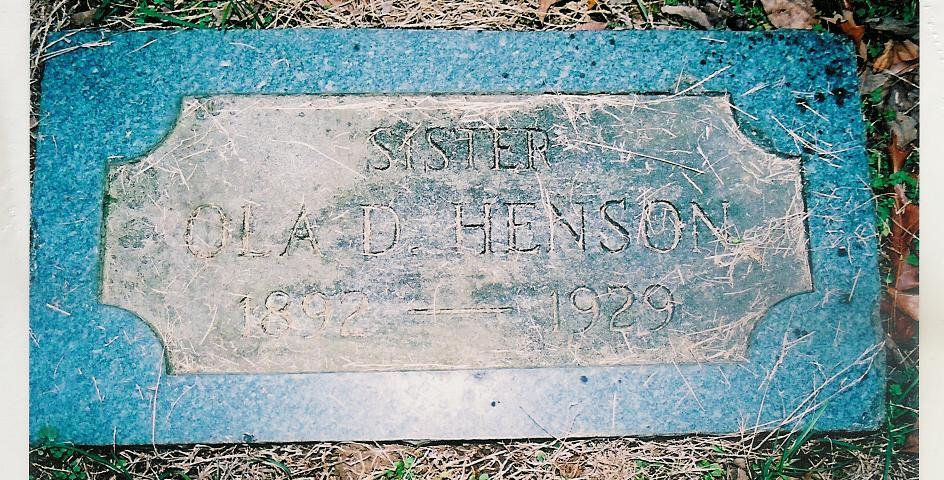 SISTER
OLA D. HENSON
1892 — 1929